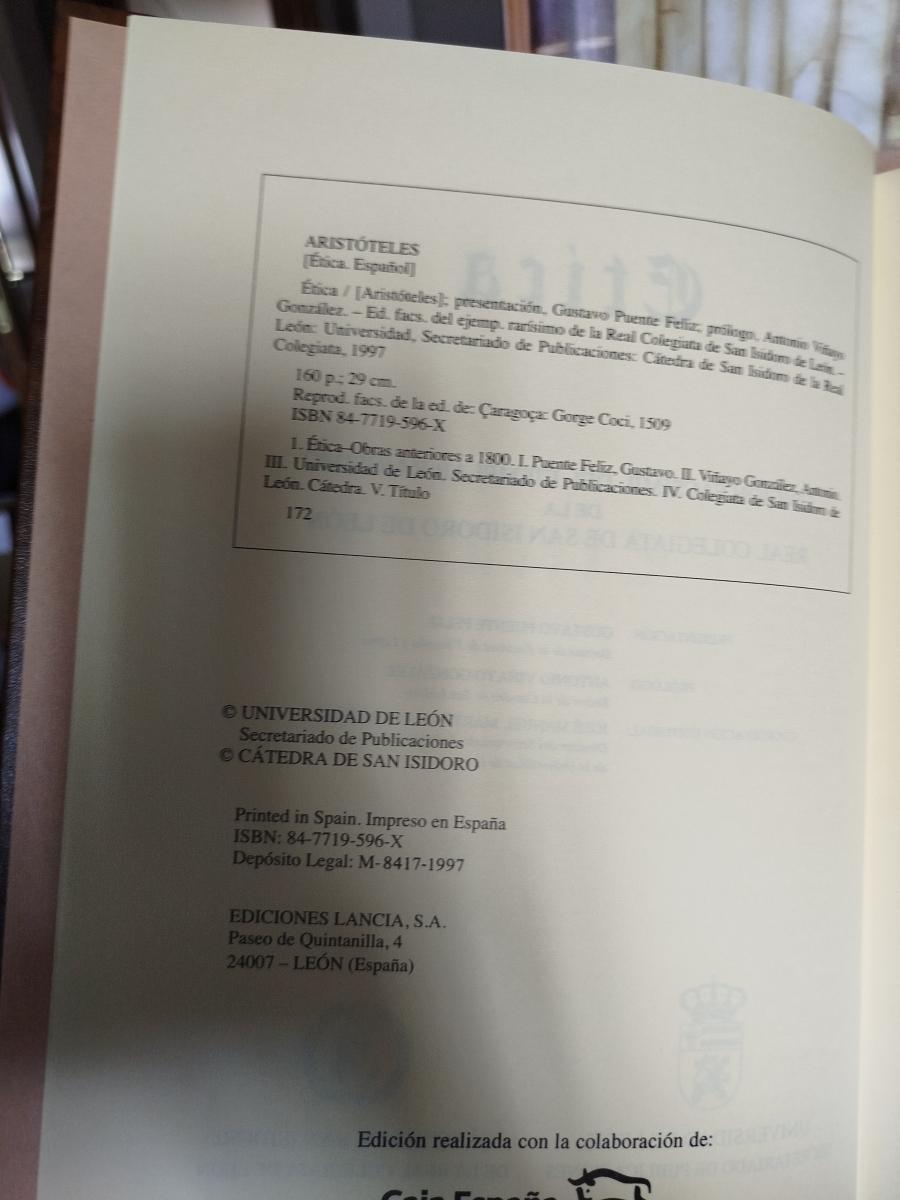 ARISTÓTELES
[Ética. Español]
Ética / [Aristóteles]; presentación, Gustavo Puente Feliz; prólogo, Antonio Viñayo
González. – Ed. facs. del ejemp. rarísimo de la Real Colegiata de San Isidoro de León. –
León: Universidad, Secretariado de Publicaciones: Cátedra de San Isidoro de la Real
Colegiata, 1997
160 p.; 29 cm.
Reprod. facs. de la ed. de: Çaragoça: Gorge Coci, 1509
ISBN 84-7719-596-X
1. Ética–Obras anteriores a 1800. I. Puente Feliz, Gustavo. II. Viñayo González, Antonio.
III. Universidad de León. Secretariado de Publicaciones. IV. Colegiata de San Isidoro de
León. Cátedra. V. Título
172
© UNIVERSIDAD DE LEÓN
Secretariado de Publicaciones
© CÁTEDRA DE SAN ISIDORO
Printed in Spain. Impreso en España
ISBN: 84-7719-596-X
Depósito Legal: M-8417-1997
EDICIONES LANCIA, S.A.
Paseo de Quintanilla, 4
24007 – LEÓN (España)
Edición realizada con la colaboración de:
Caja España